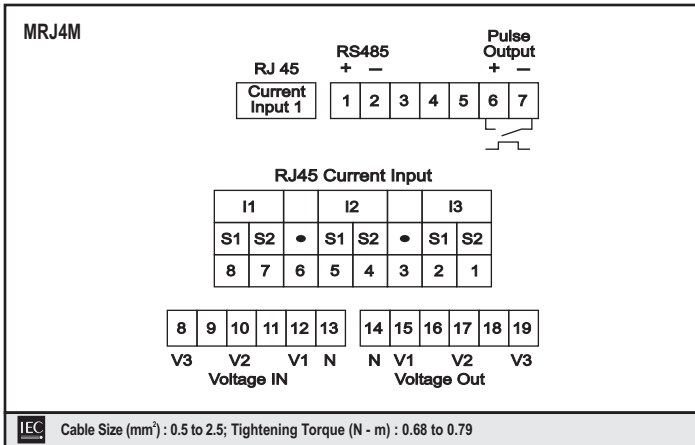 MRJ4M
RS485
Pulse Output
RJ 45
+ −
+ −
Current Input 1
1 2 3 4 5 6 7
RJ45 Current Input
I1 I2 I3
S1 S2 • S1 S2 • S1 S2
8 7 6 5 4 3 2 1
8 9 10 11 12 13
14 15 16 17 18 19
V3 V2 V1 N
N V1 V2 V3
Voltage IN
Voltage Out
IEC Cable Size (mm²) : 0.5 to 2.5; Tightening Torque (N - m) : 0.68 to 0.79